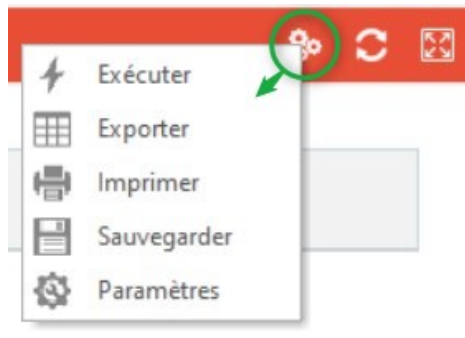 Exécuter
Exporter
Imprimer
Sauvegarder
Paramètres